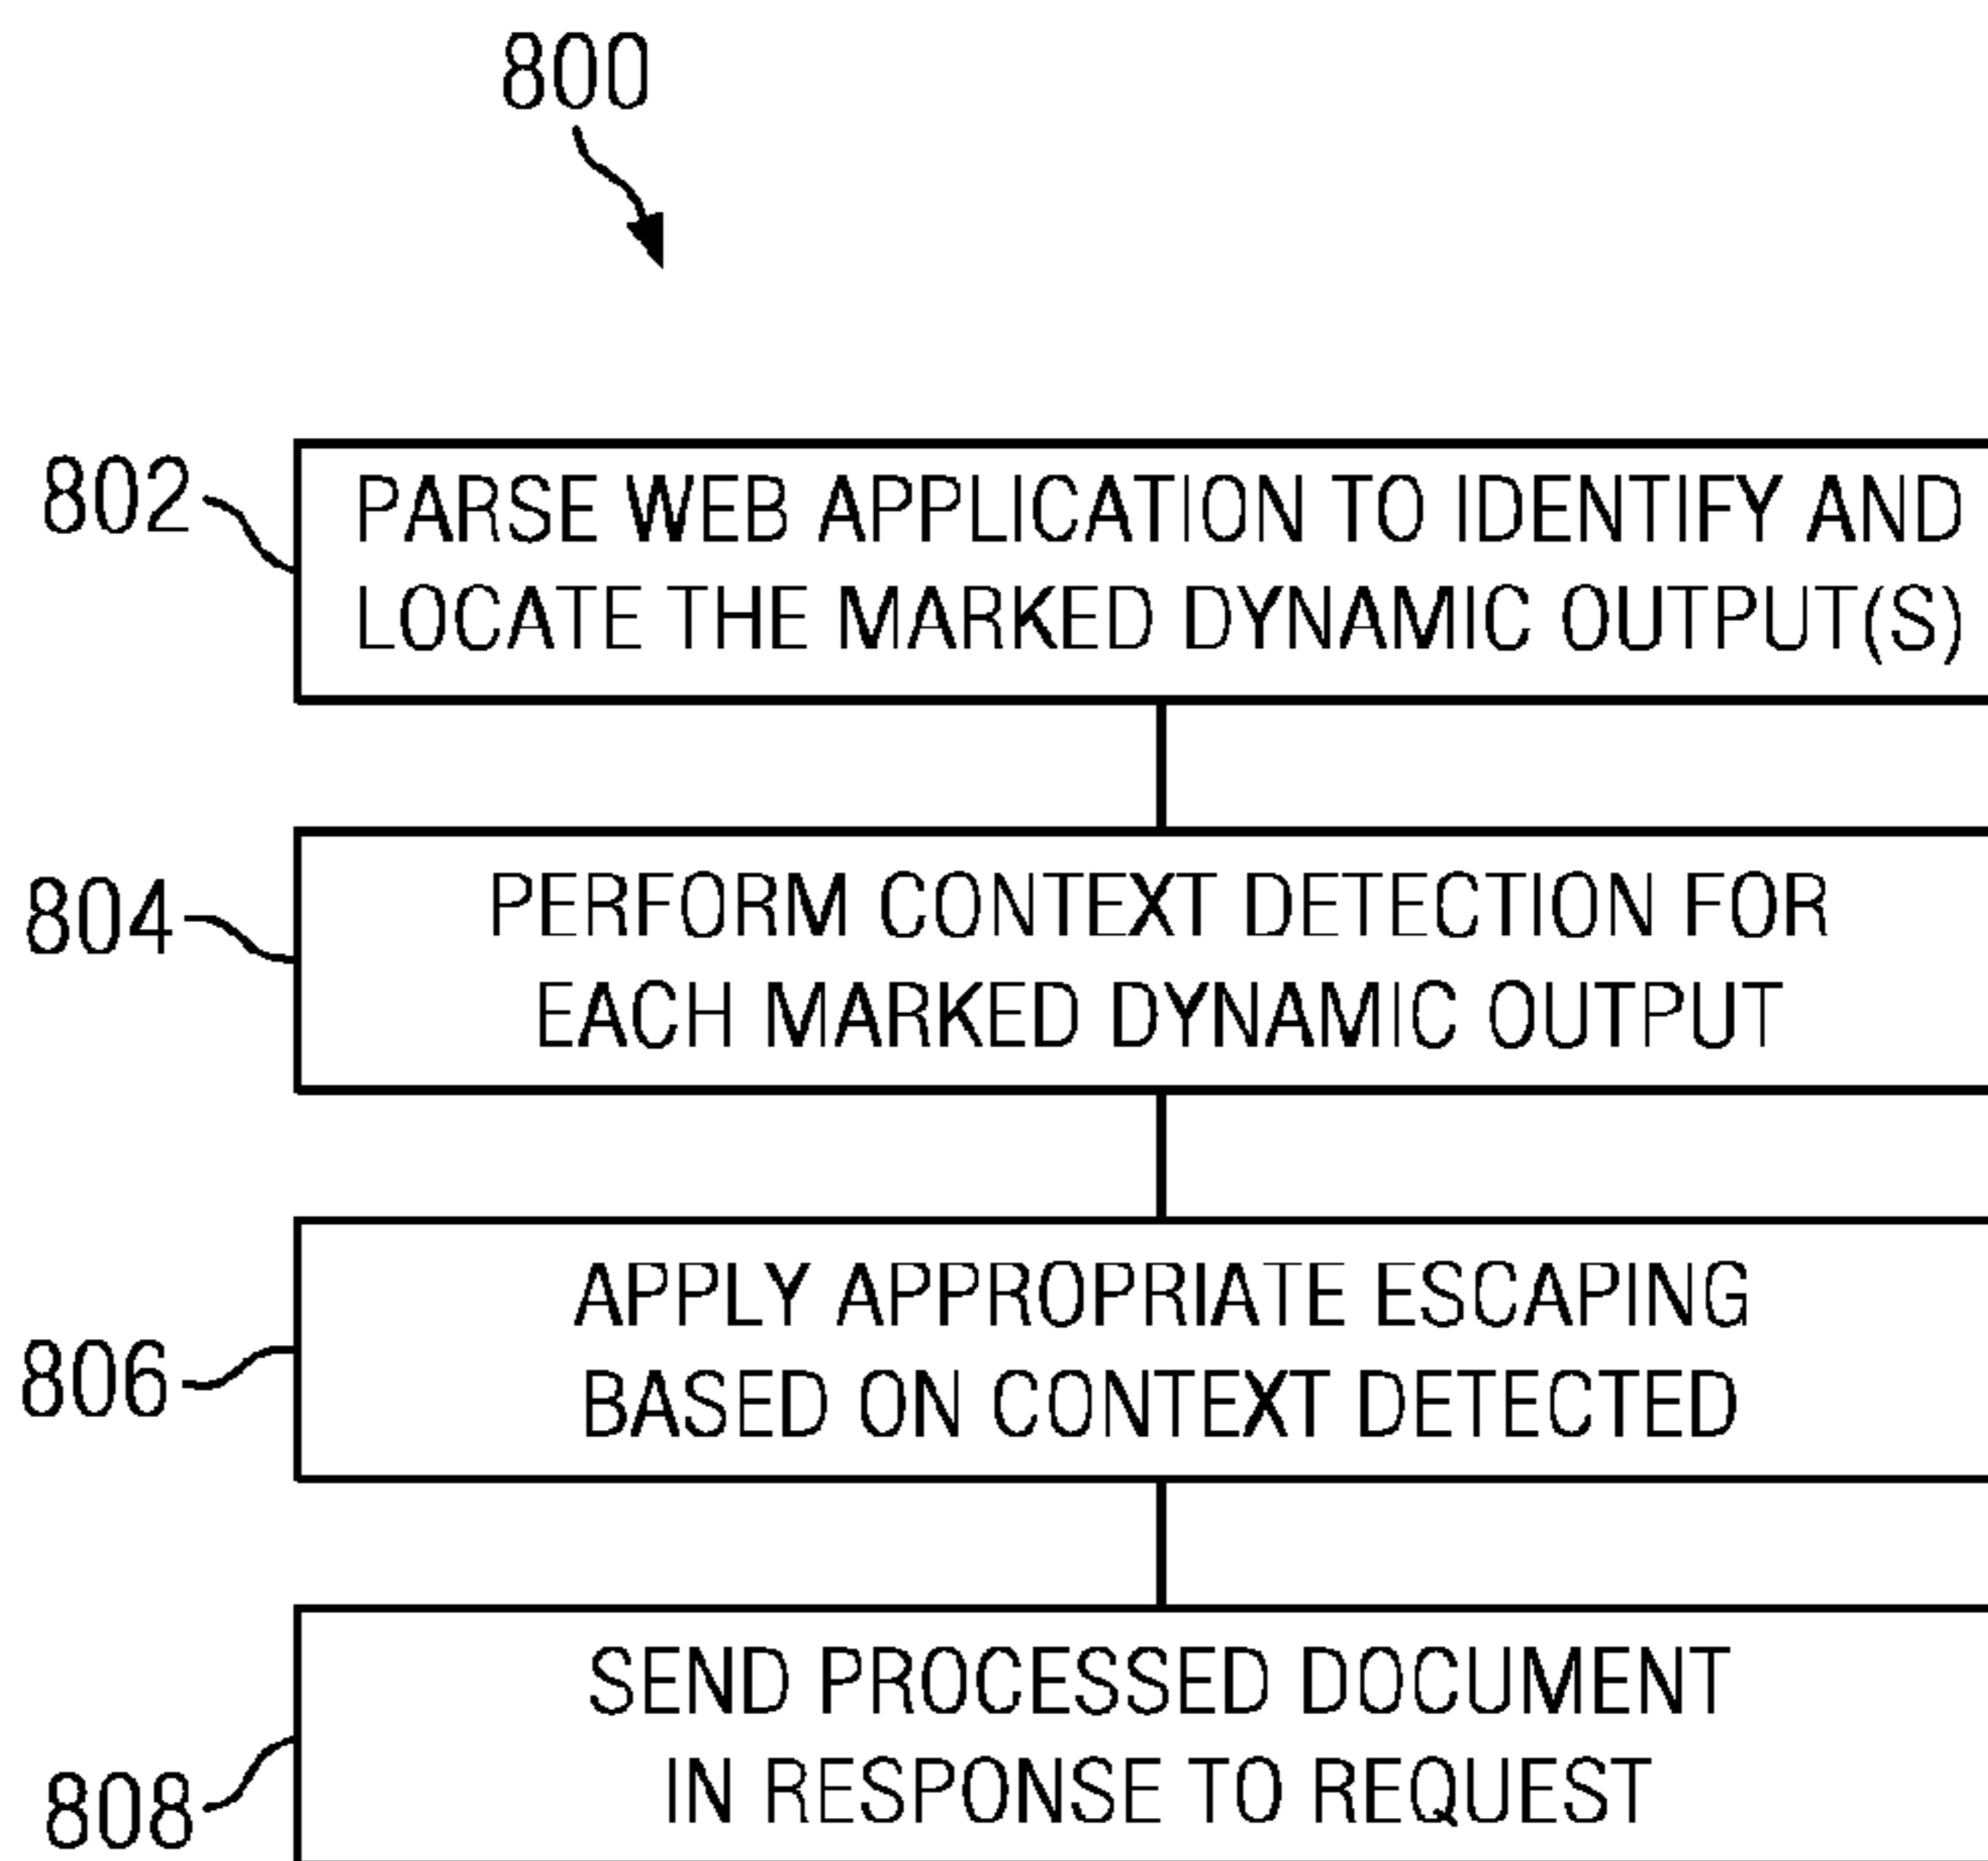 800
802
PARSE WEB APPLICATION TO IDENTIFY AND
LOCATE THE MARKED DYNAMIC OUTPUT(S)
804
PERFORM CONTEXT DETECTION FOR
EACH MARKED DYNAMIC OUTPUT
806
APPLY APPROPRIATE ESCAPING
BASED ON CONTEXT DETECTED
808
SEND PROCESSED DOCUMENT
IN RESPONSE TO REQUEST